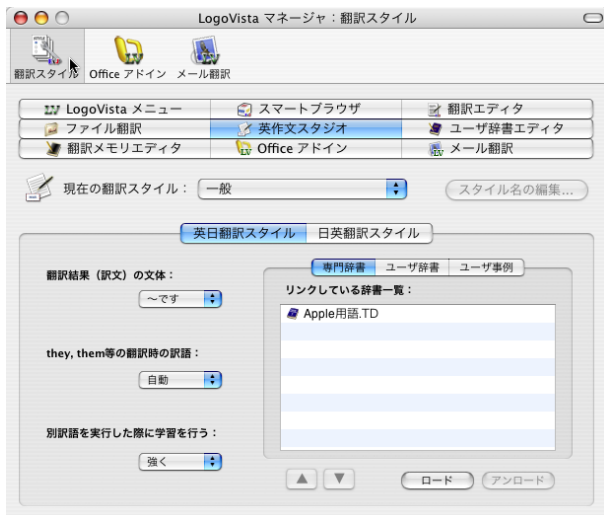 LogoVista マネージャ：翻訳スタイル
翻訳スタイル Office アドイン メール翻訳
LogoVista メニュー スマートブラウザ 翻訳エディタ
ファイル翻訳 英作文スタジオ ユーザ辞書エディタ
翻訳メモリエディタ Office アドイン メール翻訳
現在の翻訳スタイル： 一般 スタイル名の編集...
英日翻訳スタイル 日英翻訳スタイル
専門辞書 ユーザ辞書 ユーザ事例
翻訳結果（訳文）の文体：
〜です
リンクしている辞書一覧：
Apple用語.TD
they, them等の翻訳時の訳語：
自動
別訳語を実行した際に学習を行う：
強く
ロード アンロード